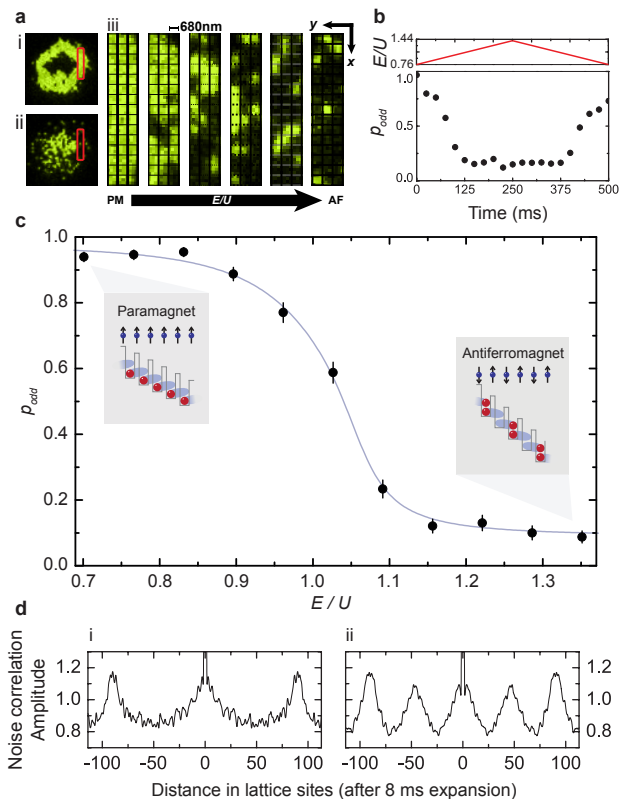 a
i
ii
iii
680nm
y
x
PM
E/U
AF
b
1.44
0.76
E/U
1.0
0.5
0.0
p_odd
0
125
250
375
500
Time (ms)
c
1.0
0.8
0.6
0.4
0.2
0.0
p_odd
Paramagnet
Antiferromagnet
0.7 0.8 0.9 1.0 1.1 1.2 1.3
E / U
d
i
ii
Noise correlation
Amplitude
1.2
1.0
0.8
1.2
1.0
0.8
-100 -50 0 50 100
-100 -50 0 50 100
Distance in lattice sites (after 8 ms expansion)